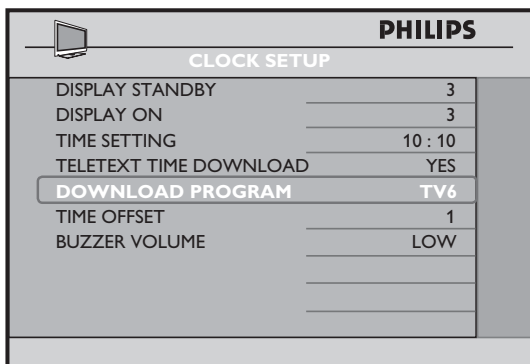 PHILIPS
CLOCK SETUP
DISPLAY STANDBY 3
DISPLAY ON 3
TIME SETTING 10 : 10
TELETEXT TIME DOWNLOAD YES
DOWNLOAD PROGRAM TV6
TIME OFFSET 1
BUZZER VOLUME LOW